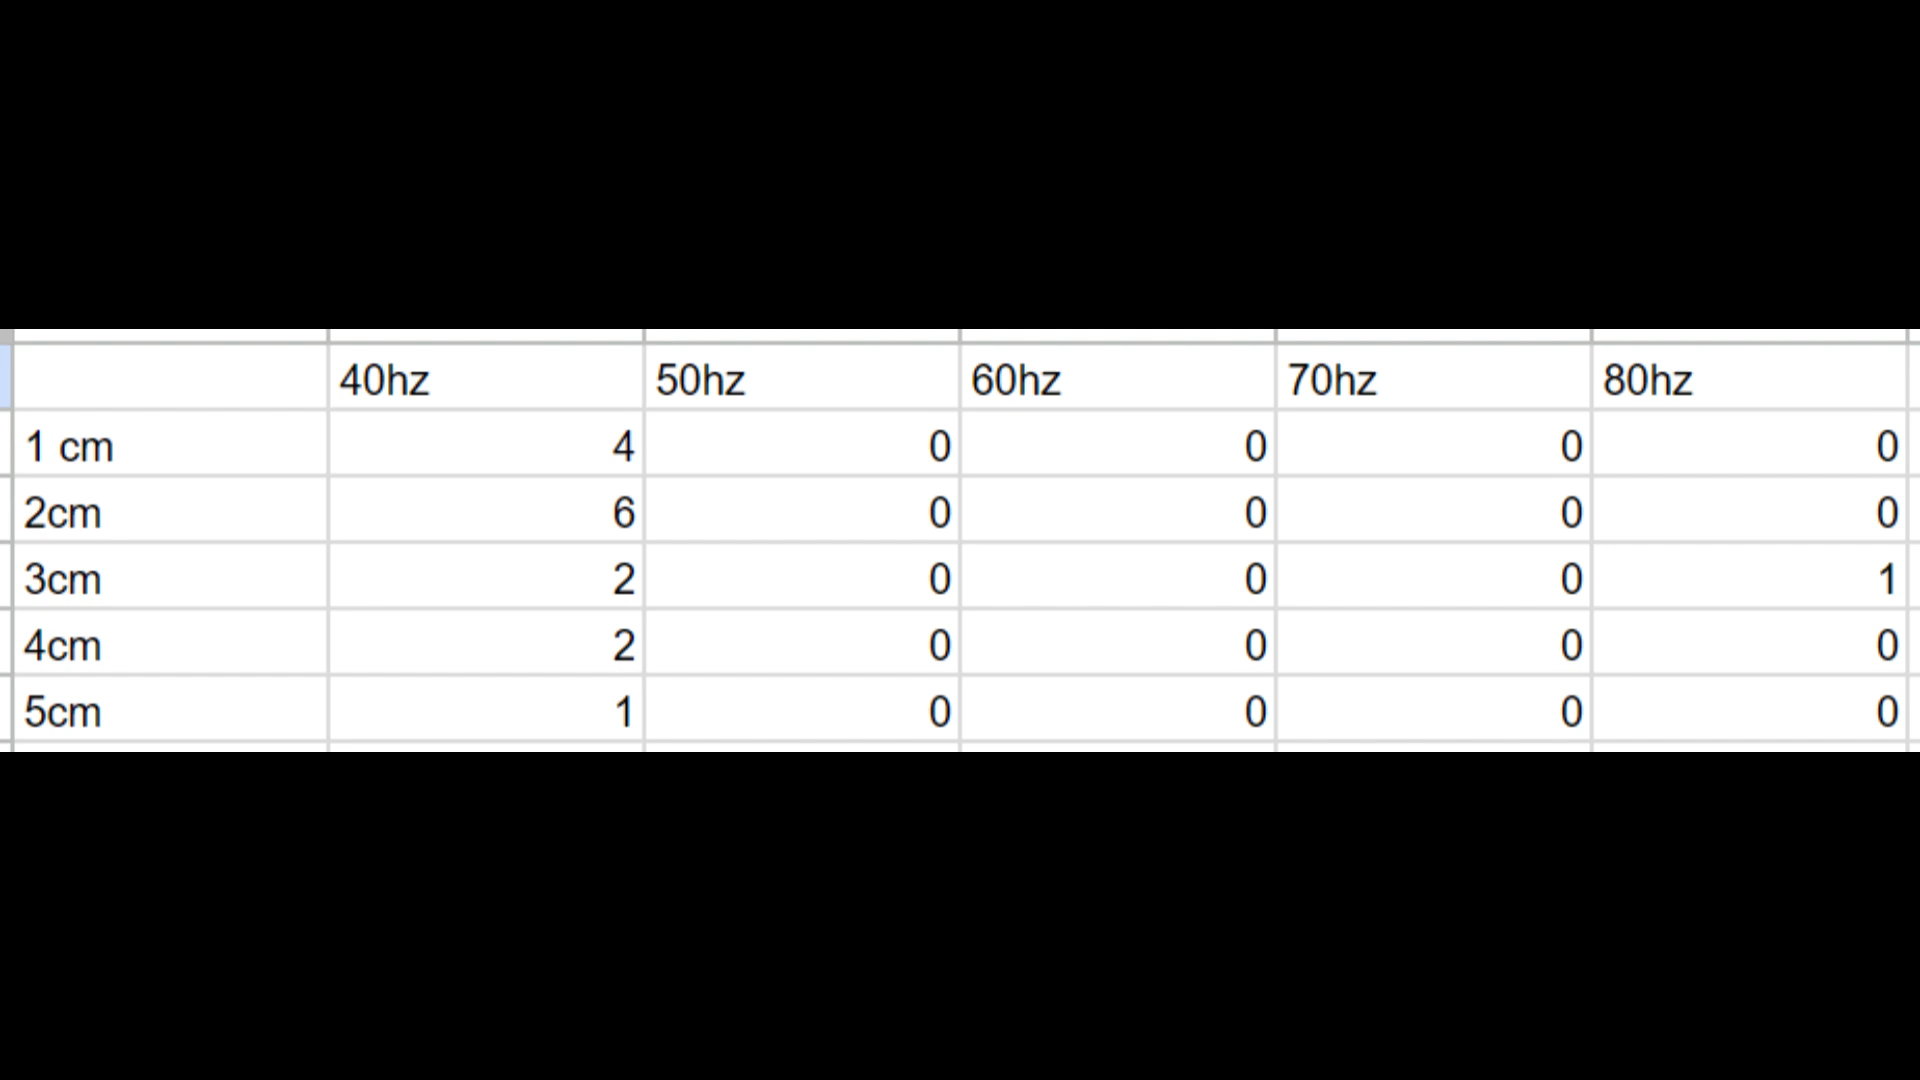 40hz 50hz 60hz 70hz 80hz
1 cm 4 0 0 0 0
2cm 6 0 0 0 0
3cm 2 0 0 0 1
4cm 2 0 0 0 0
5cm 1 0 0 0 0